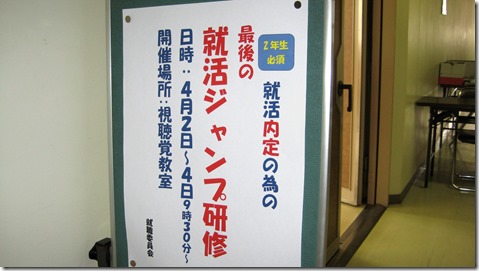 2年生
必須
就活内定の為の
最後の
就活ジャンプ研修
日時：4月2日～4日9時30分～
開催場所：視聴覚教室
就職委員会